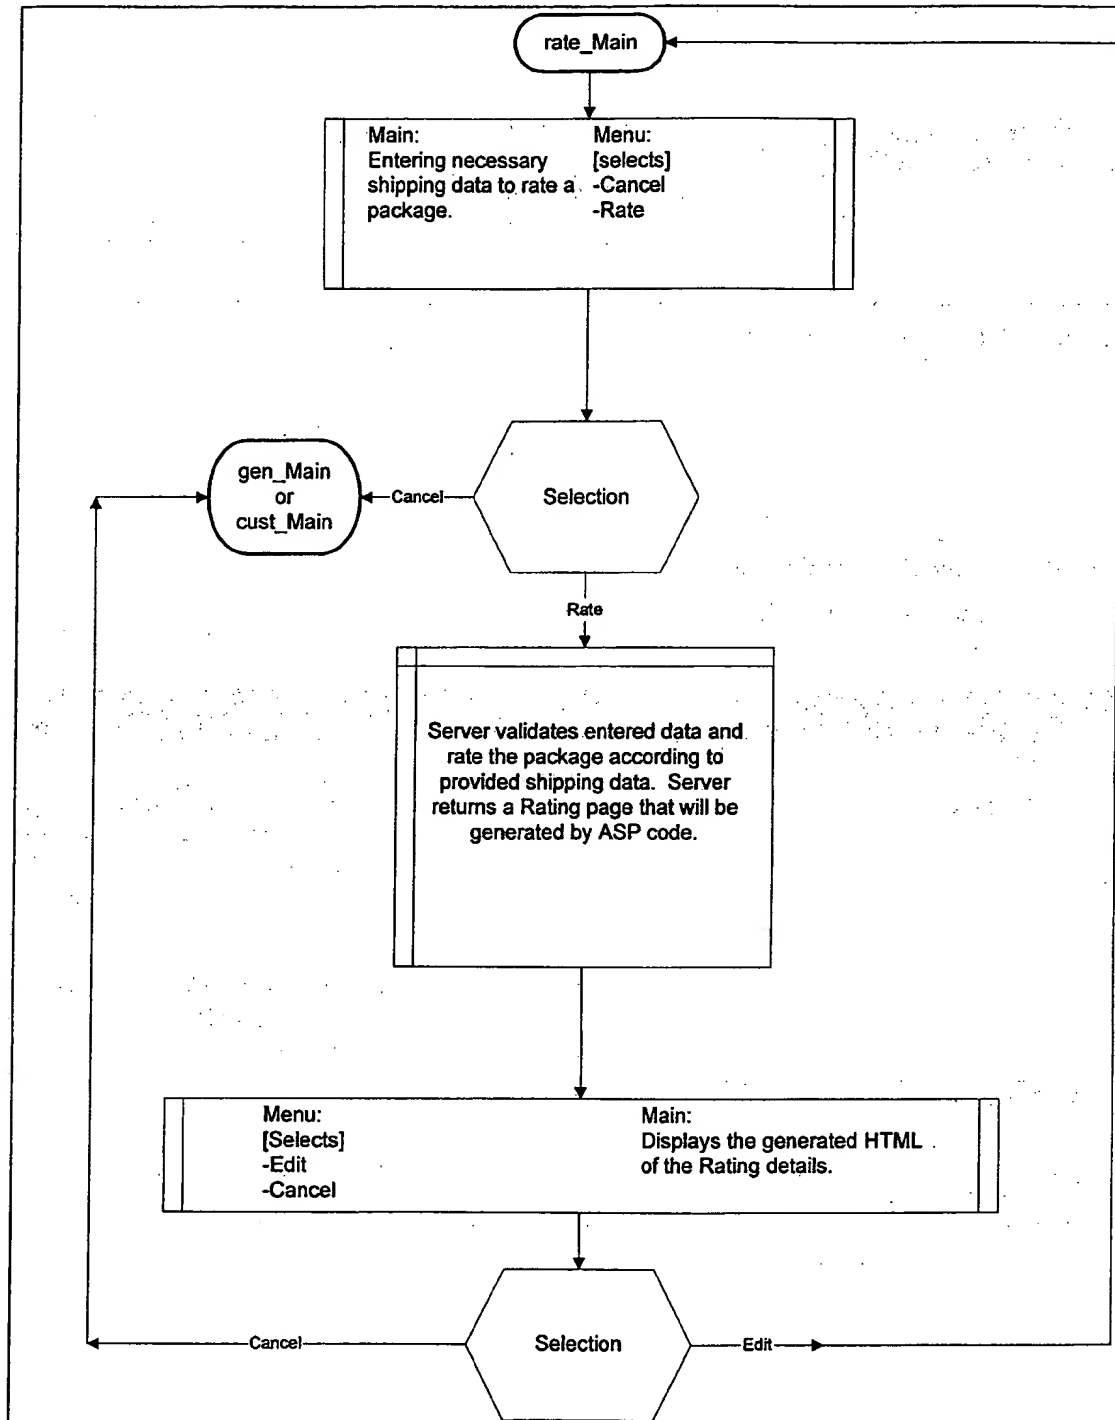 rate_Main
Main:
Entering necessary
shipping data to rate a
package.
Menu:
[selects]
-Cancel
-Rate
gen_Main
or
cust_Main
Cancel
Selection
Rate
Server validates entered data and
rate the package according to
provided shipping data. Server
returns a Rating page that will be
generated by ASP code.
Menu:
[Selects]
-Edit
-Cancel
Main:
Displays the generated HTML
of the Rating details.
Cancel
Selection
Edit